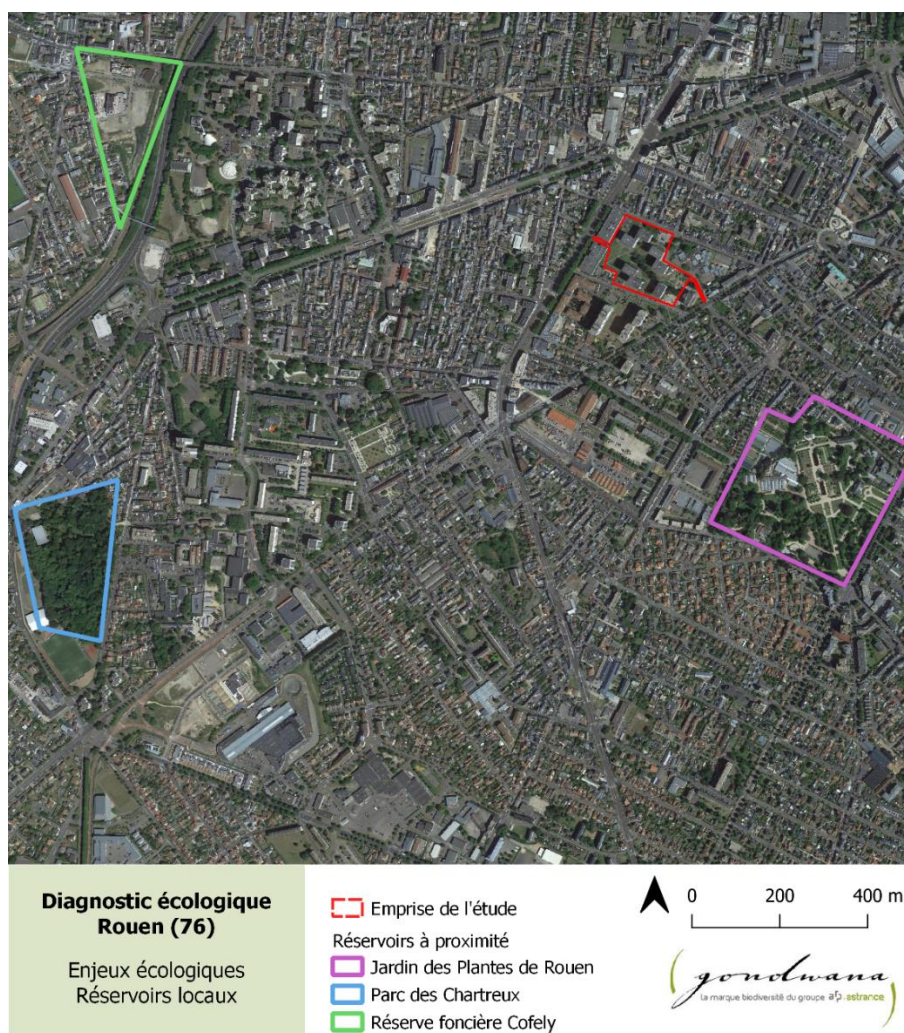 Diagnostic écologique
Rouen (76)
Enjeux écologiques
Réservoirs locaux
Emprise de l'étude
Réservoirs à proximité
Jardin des Plantes de Rouen
Parc des Chartreux
Réserve foncière Cofely
0 200 400 m
gondwana
La marque biodiversité du groupe a|p.astrance